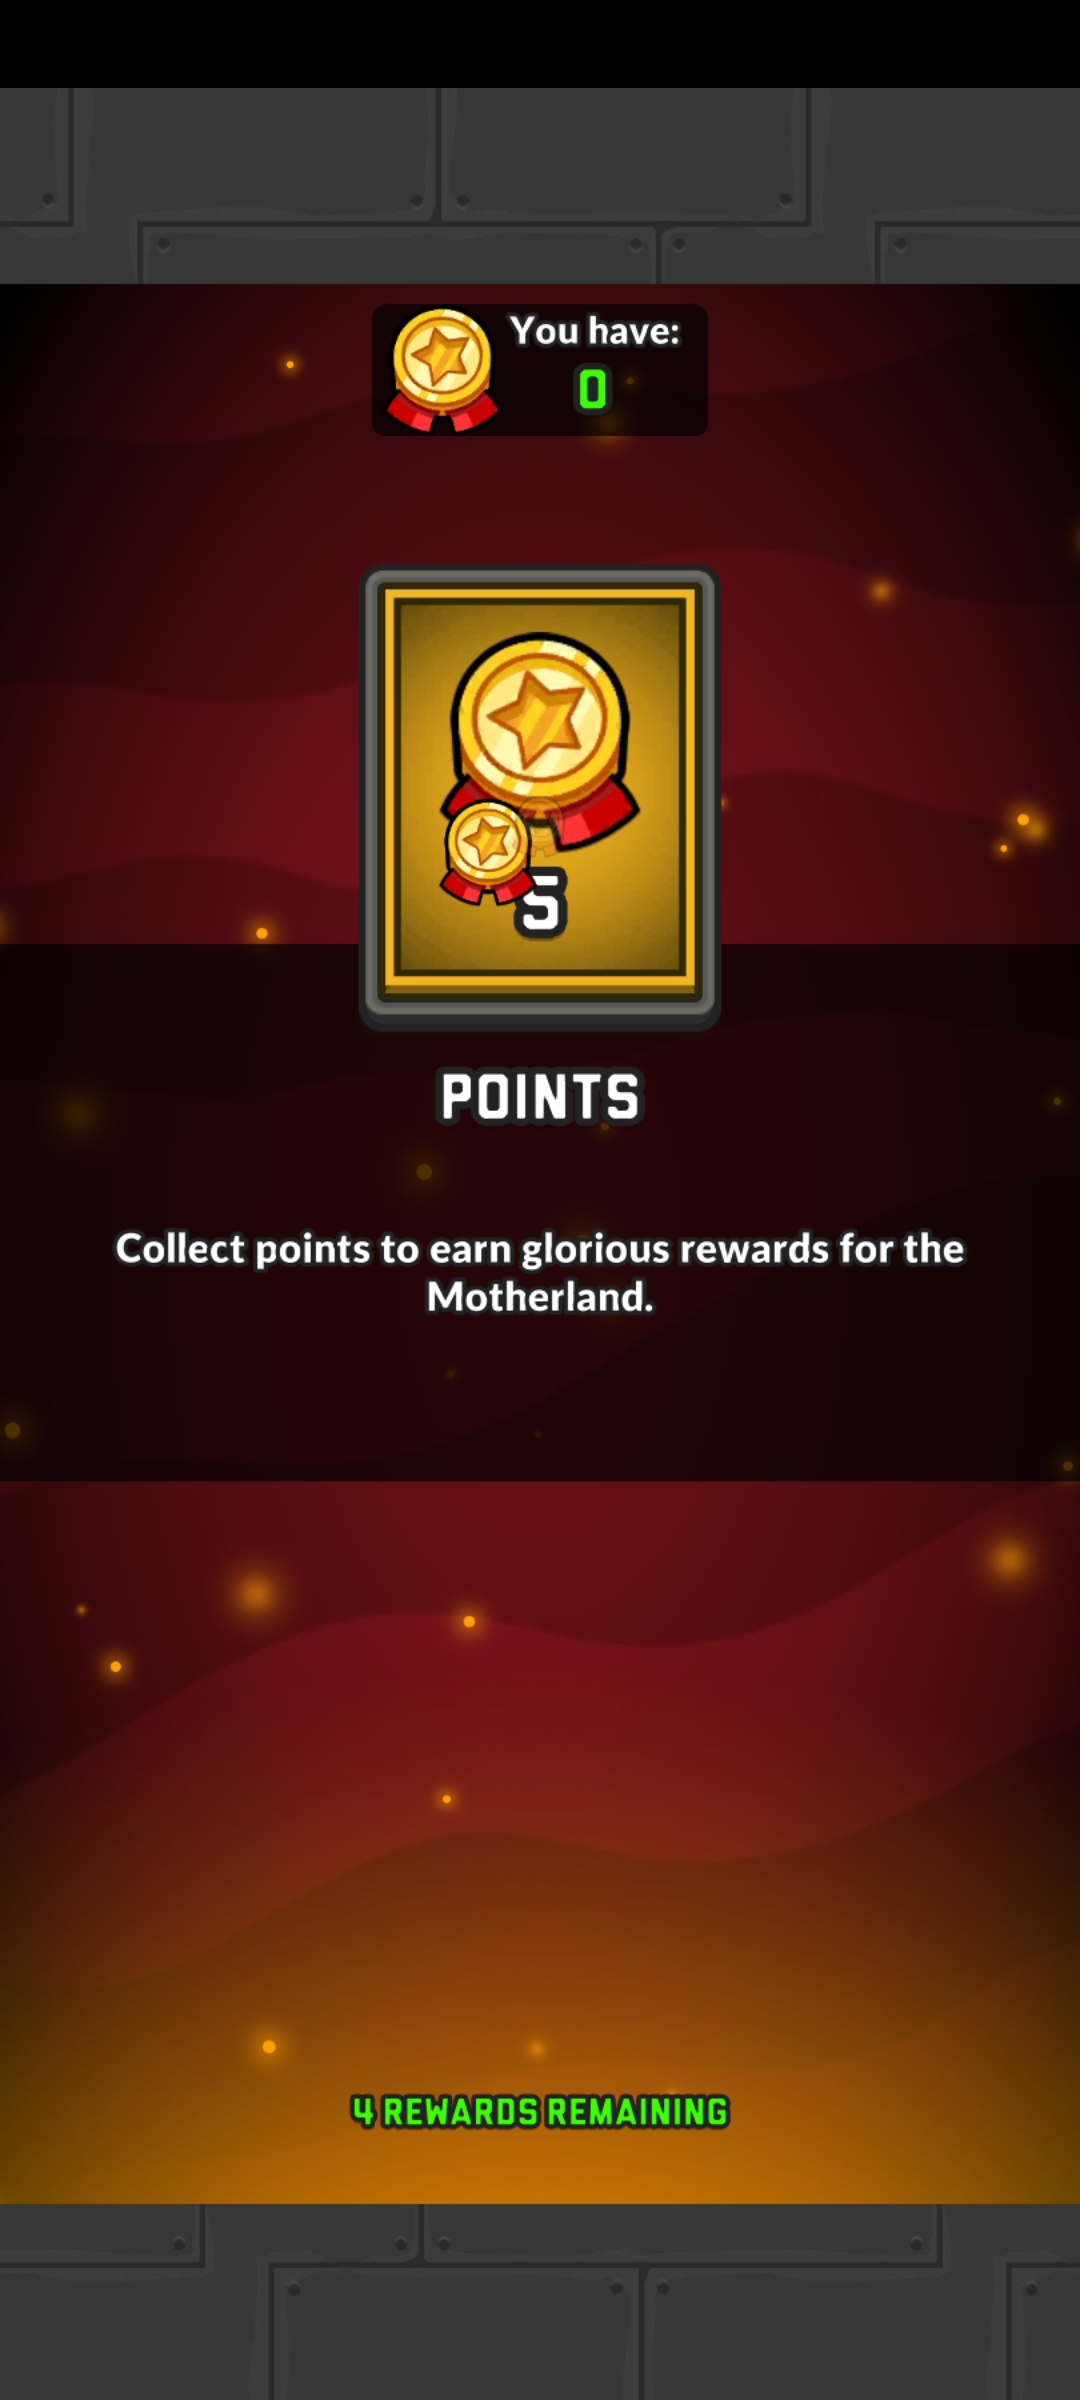 You have:
0
5
POINTS
Collect points to earn glorious rewards for the
Motherland.
4 REWARDS REMAINING